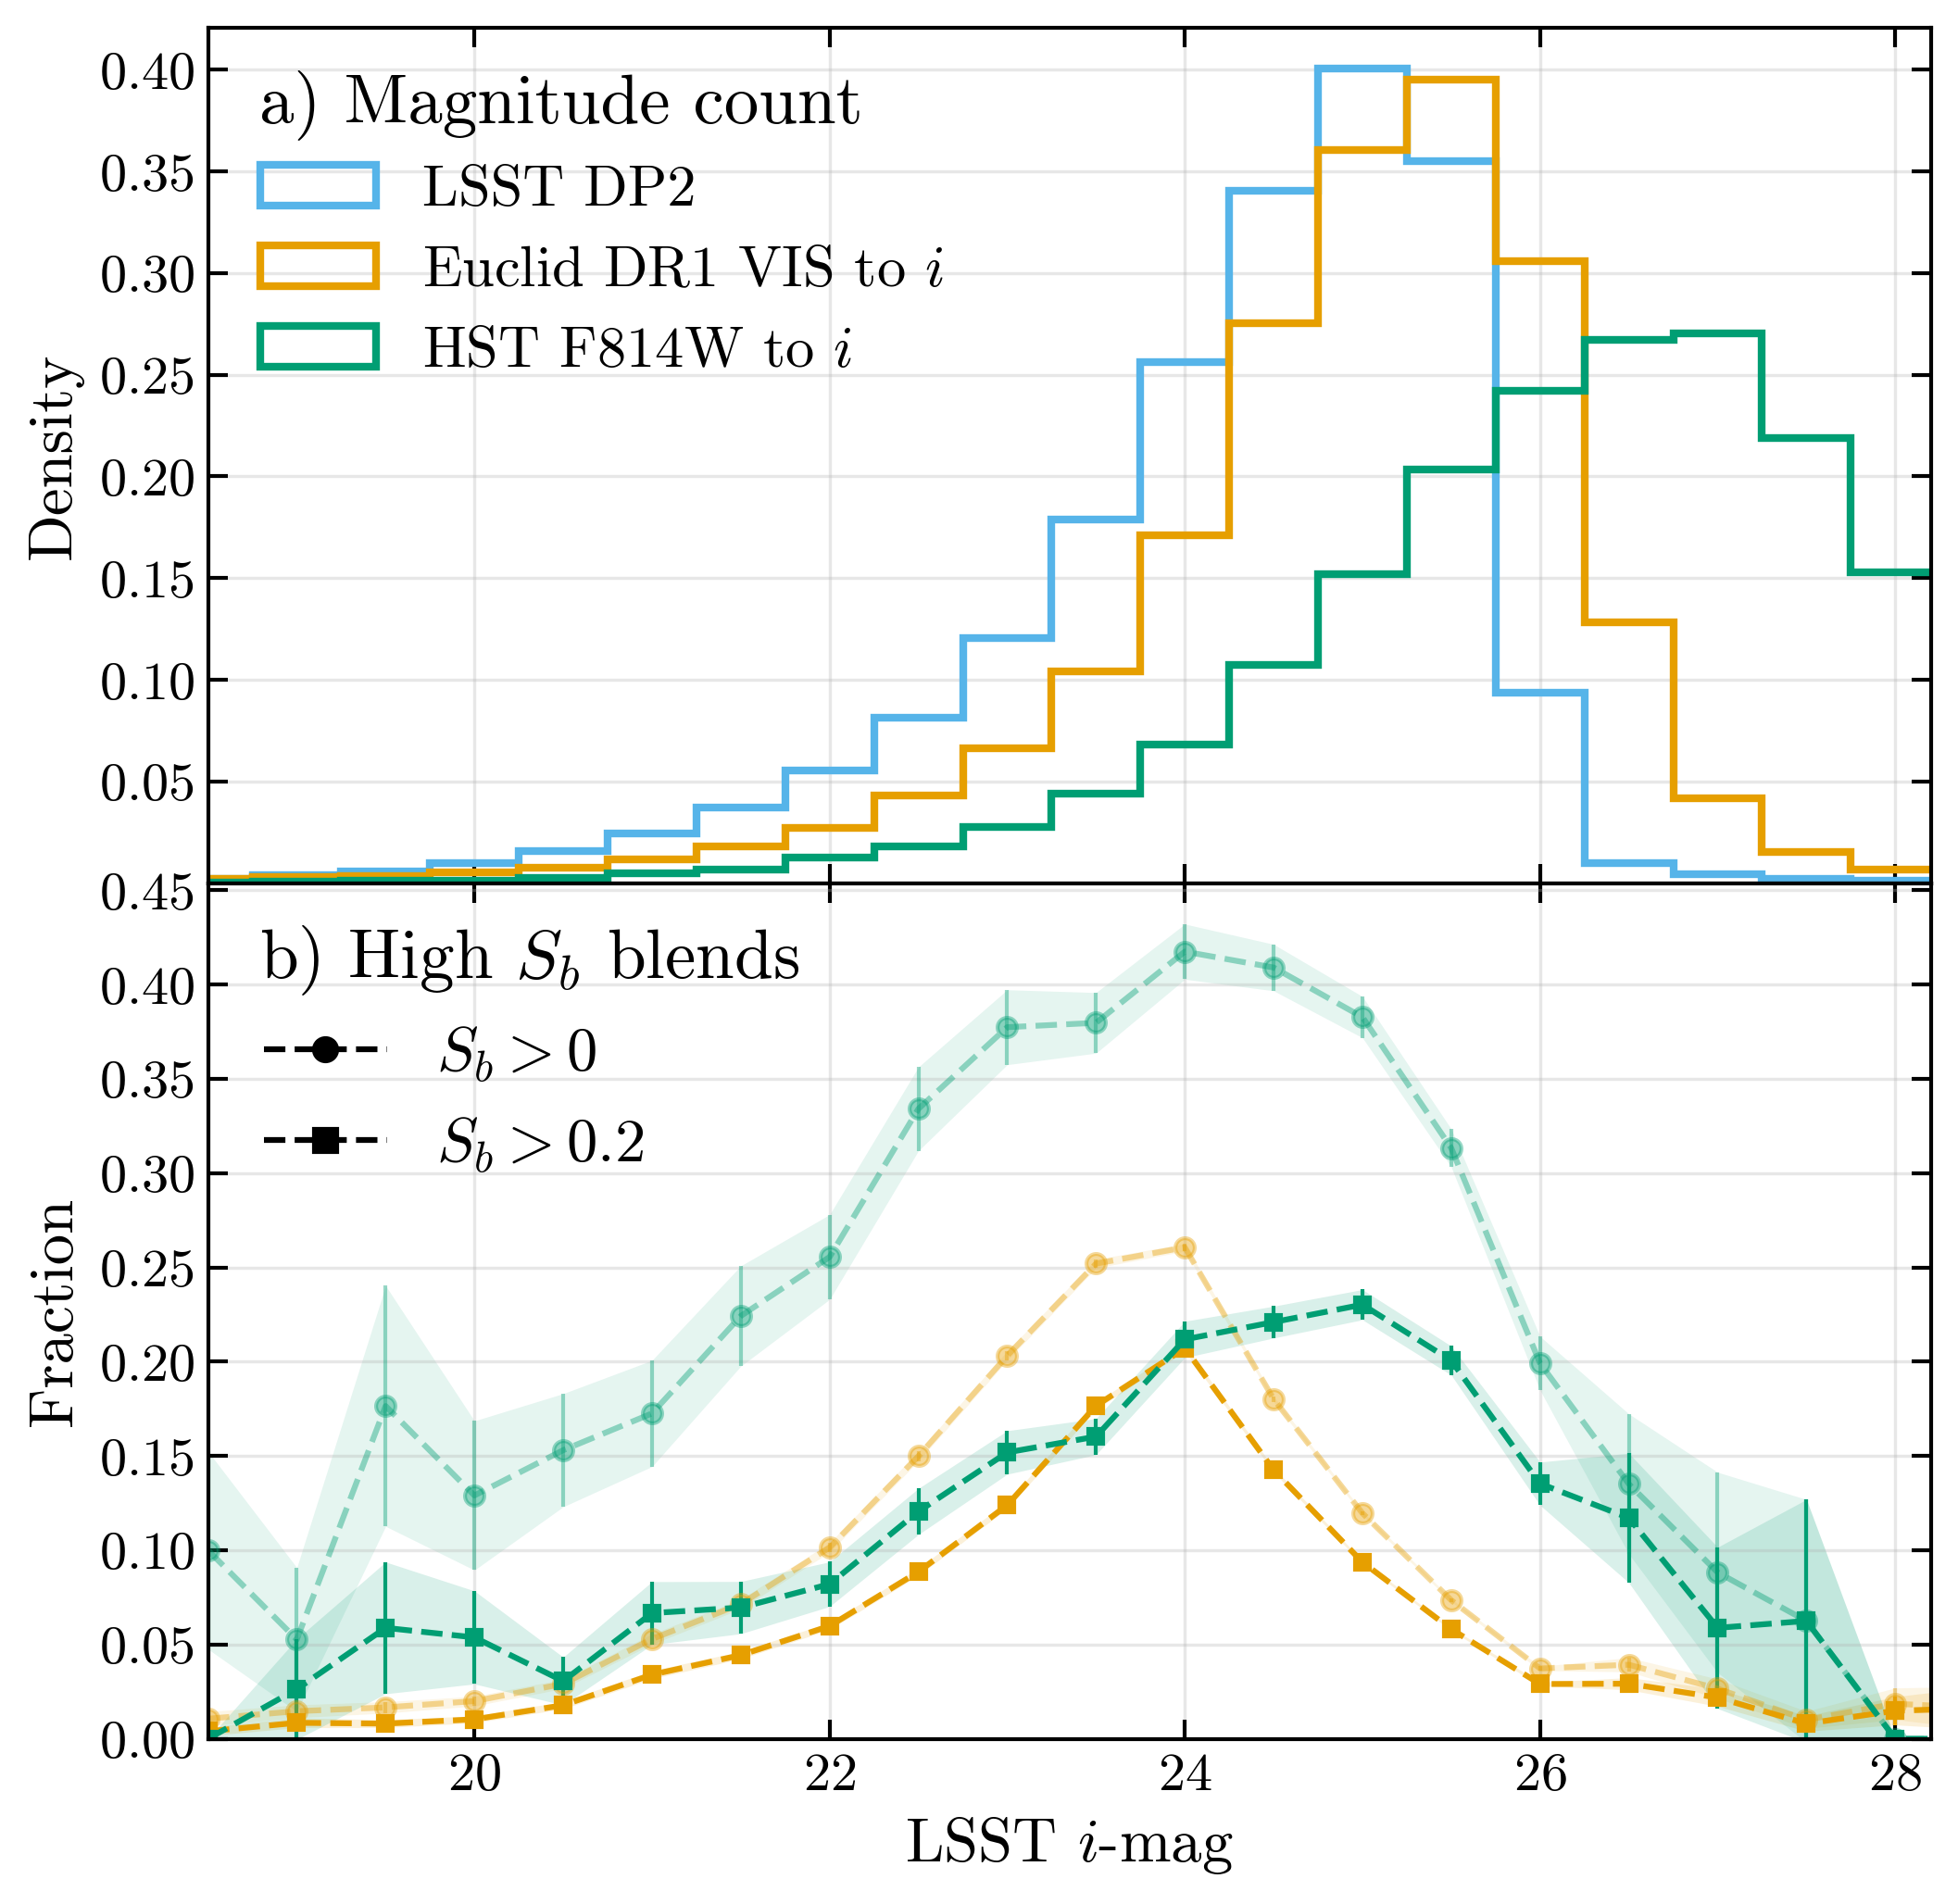 a) Magnitude count
LSST DP2
Euclid DR1 VIS to i
HST F814W to i
Density
0.40
0.35
0.30
0.25
0.20
0.15
0.10
0.05
b) High S_b blends
S_b > 0
S_b > 0.2
Fraction
0.45
0.40
0.35
0.30
0.25
0.20
0.15
0.10
0.05
0.00
20 22 24 26 28
LSST i-mag